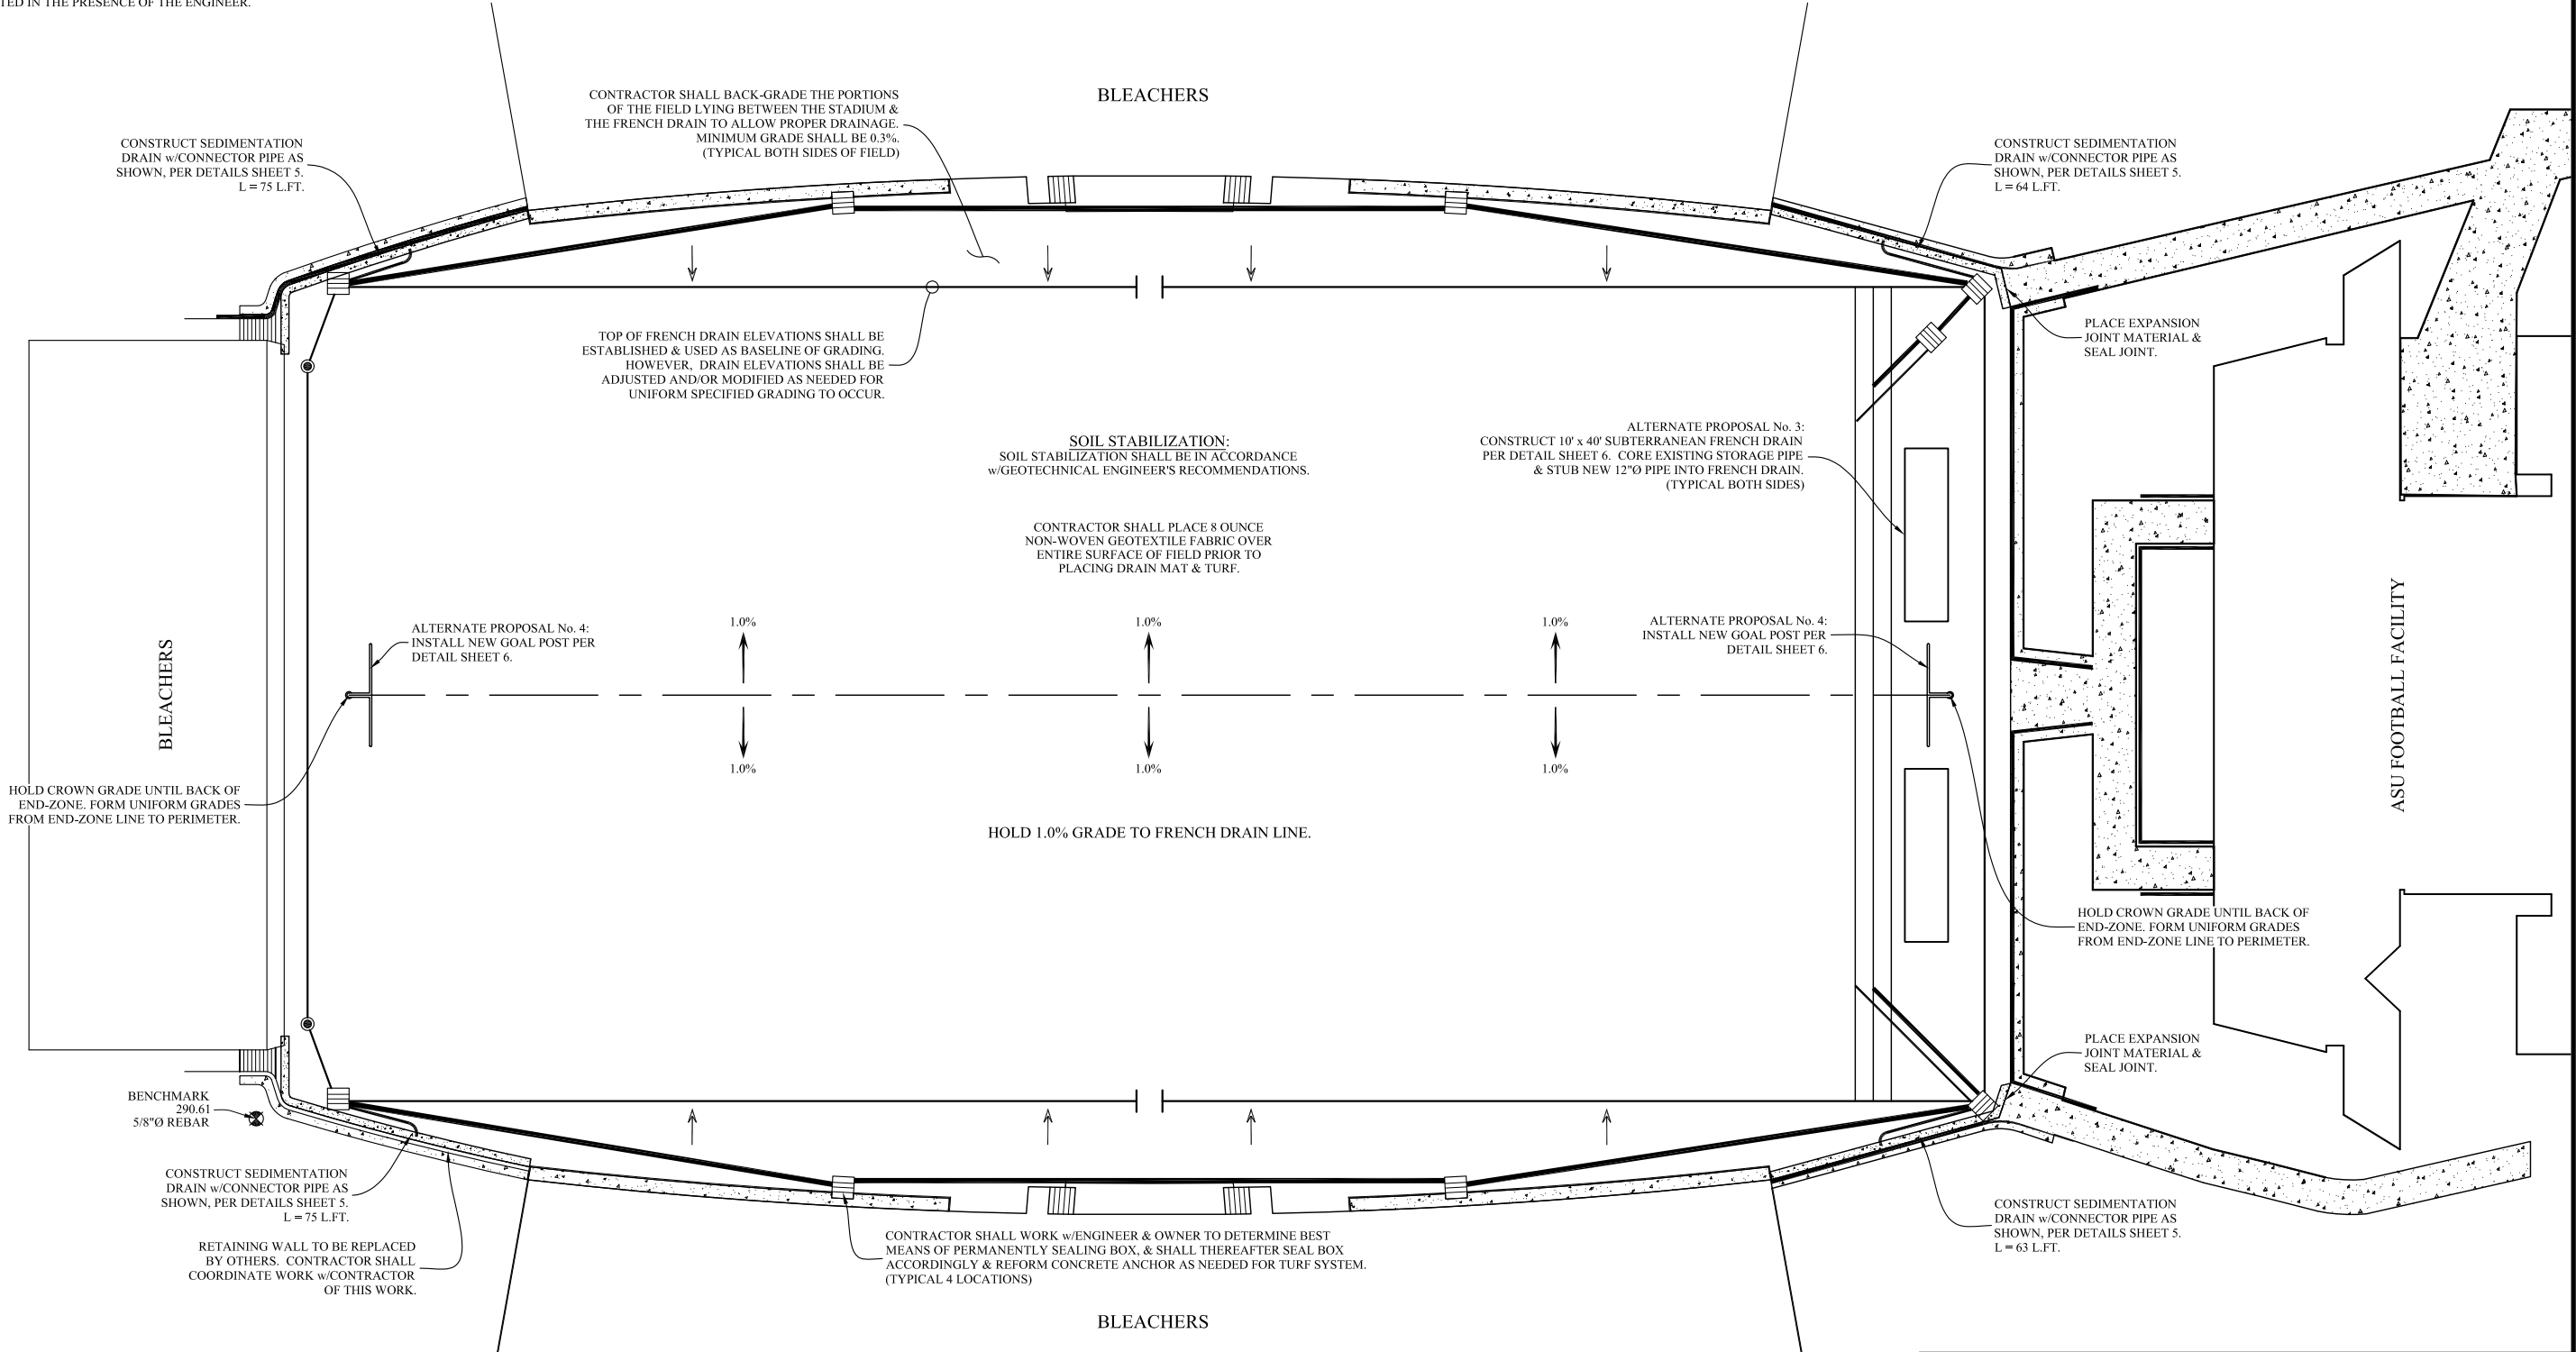 TED IN THE PRESENCE OF THE ENGINEER.
BLEACHERS
CONTRACTOR SHALL BACK-GRADE THE PORTIONS
OF THE FIELD LYING BETWEEN THE STADIUM &
THE FRENCH DRAIN TO ALLOW PROPER DRAINAGE.
MINIMUM GRADE SHALL BE 0.3%.
(TYPICAL BOTH SIDES OF FIELD)
CONSTRUCT SEDIMENTATION
DRAIN w/CONNECTOR PIPE AS
SHOWN, PER DETAILS SHEET 5.
L = 75 L.FT.
CONSTRUCT SEDIMENTATION
DRAIN w/CONNECTOR PIPE AS
SHOWN, PER DETAILS SHEET 5.
L = 64 L.FT.
TOP OF FRENCH DRAIN ELEVATIONS SHALL BE
ESTABLISHED & USED AS BASELINE OF GRADING.
HOWEVER, DRAIN ELEVATIONS SHALL BE
ADJUSTED AND/OR MODIFIED AS NEEDED FOR
UNIFORM SPECIFIED GRADING TO OCCUR.
PLACE EXPANSION
JOINT MATERIAL &
SEAL JOINT.
SOIL STABILIZATION:
SOIL STABILIZATION SHALL BE IN ACCORDANCE
w/GEOTECHNICAL ENGINEER'S RECOMMENDATIONS.
ALTERNATE PROPOSAL No. 3:
CONSTRUCT 10' x 40' SUBTERRANEAN FRENCH DRAIN
PER DETAIL SHEET 6. CORE EXISTING STORAGE PIPE
& STUB NEW 12"Ø PIPE INTO FRENCH DRAIN.
(TYPICAL BOTH SIDES)
CONTRACTOR SHALL PLACE 8 OUNCE
NON-WOVEN GEOTEXTILE FABRIC OVER
ENTIRE SURFACE OF FIELD PRIOR TO
PLACING DRAIN MAT & TURF.
BLEACHERS
ALTERNATE PROPOSAL No. 4:
INSTALL NEW GOAL POST PER
DETAIL SHEET 6.
1.0%
1.0%
1.0%
ALTERNATE PROPOSAL No. 4:
INSTALL NEW GOAL POST PER
DETAIL SHEET 6.
ASU FOOTBALL FACILITY
1.0%
1.0%
1.0%
HOLD CROWN GRADE UNTIL BACK OF
END-ZONE. FORM UNIFORM GRADES
FROM END-ZONE LINE TO PERIMETER.
HOLD 1.0% GRADE TO FRENCH DRAIN LINE.
HOLD CROWN GRADE UNTIL BACK OF
END-ZONE. FORM UNIFORM GRADES
FROM END-ZONE LINE TO PERIMETER.
PLACE EXPANSION
JOINT MATERIAL &
SEAL JOINT.
BENCHMARK
290.61
5/8"Ø REBAR
CONSTRUCT SEDIMENTATION
DRAIN w/CONNECTOR PIPE AS
SHOWN, PER DETAILS SHEET 5.
L = 75 L.FT.
RETAINING WALL TO BE REPLACED
BY OTHERS. CONTRACTOR SHALL
COORDINATE WORK w/CONTRACTOR
OF THIS WORK.
CONTRACTOR SHALL WORK w/ENGINEER & OWNER TO DETERMINE BEST
MEANS OF PERMANENTLY SEALING BOX, & SHALL THEREAFTER SEAL BOX
ACCORDINGLY & REFORM CONCRETE ANCHOR AS NEEDED FOR TURF SYSTEM.
(TYPICAL 4 LOCATIONS)
CONSTRUCT SEDIMENTATION
DRAIN w/CONNECTOR PIPE AS
SHOWN, PER DETAILS SHEET 5.
L = 63 L.FT.
BLEACHERS